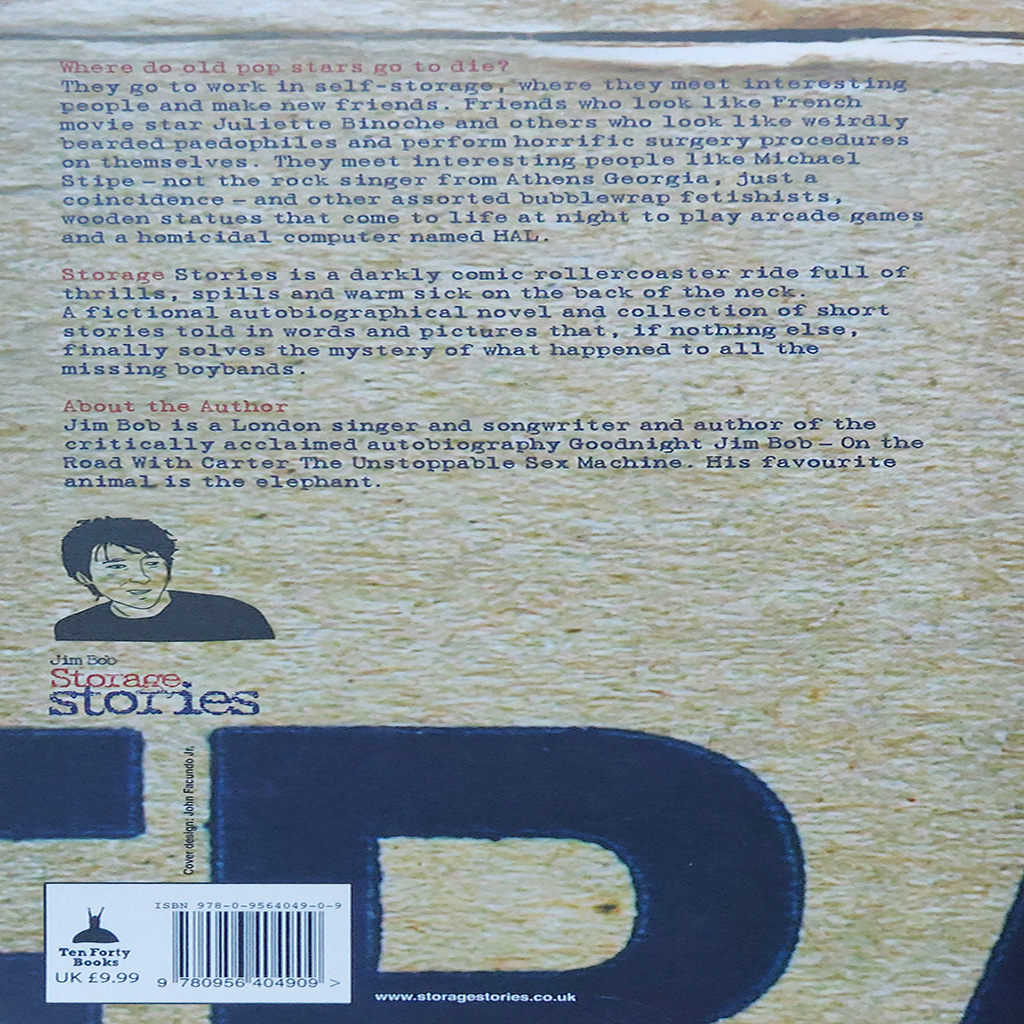 Where do old pop stars go to die?
They go to work in self-storage, where they meet interesting
people and make new friends. Friends who look like French
movie star Juliette Binoche and others who look like weirdly
bearded paedophiles and perform horrific surgery procedures
on themselves. They meet interesting people like Michael
Stipe – not the rock singer from Athens Georgia, just a
coincidence – and other assorted bubblewrap fetishists,
wooden statues that come to life at night to play arcade games
and a homicidal computer named HAL.
Storage Stories is a darkly comic rollercoaster ride full of
thrills, spills and warm sick on the back of the neck.
A fictional autobiographical novel and collection of short
stories told in words and pictures that, if nothing else,
finally solves the mystery of what happened to all the
missing boybands.
About the Author
Jim Bob is a London singer and songwriter and author of the
critically acclaimed autobiography Goodnight Jim Bob – On the
Road With Carter The Unstoppable Sex Machine. His favourite
animal is the elephant.
Jim Bob
Storage
stories
Cover design: John Facundo Jr.
ISBN 978-0-9564049-0-9
Ten Forty
Books
UK £9.99
9 780956 404909 >
www.storagestories.co.uk